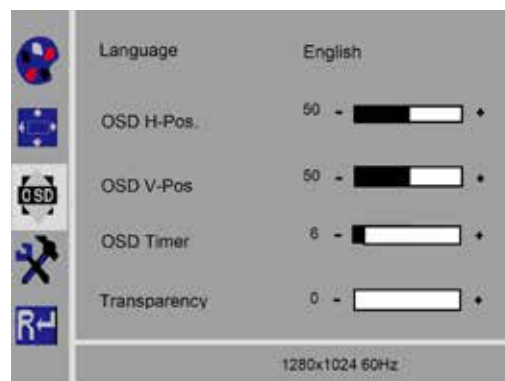 Language English
OSD H-Pos. 50 - +
OSD V-Pos 50 - +
OSD
OSD Timer 6 - +
Transparency 0 - +
R
1280x1024 60Hz